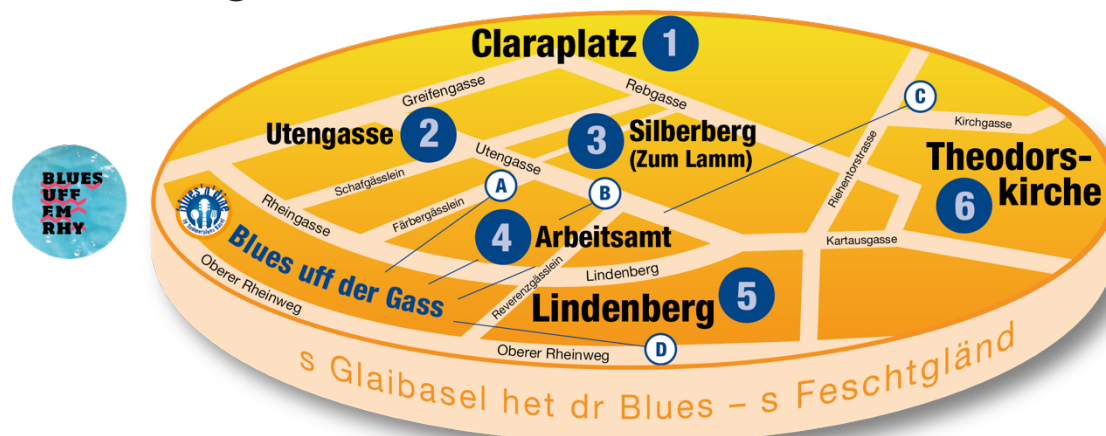 Claraplatz 1
Greifengasse
Rebgasse
C
Utengasse 2
3 Silberberg
(Zum Lamm)
Kirchgasse
Utengasse
Riehentorstrasse
Theodors-
kirche
6
BLUES
UFF
EM
RHY
Schafgässlein
A
B
Färbergässlein
Rheingasse
4 Arbeitsamt
Kartausgasse
Blues uff der Gass
Lindenberg
Reverenzgässlein
Lindenberg 5
Oberer Rheinweg
Oberer Rheinweg
D
s Glaibasel het dr Blues – s Feschtgländ